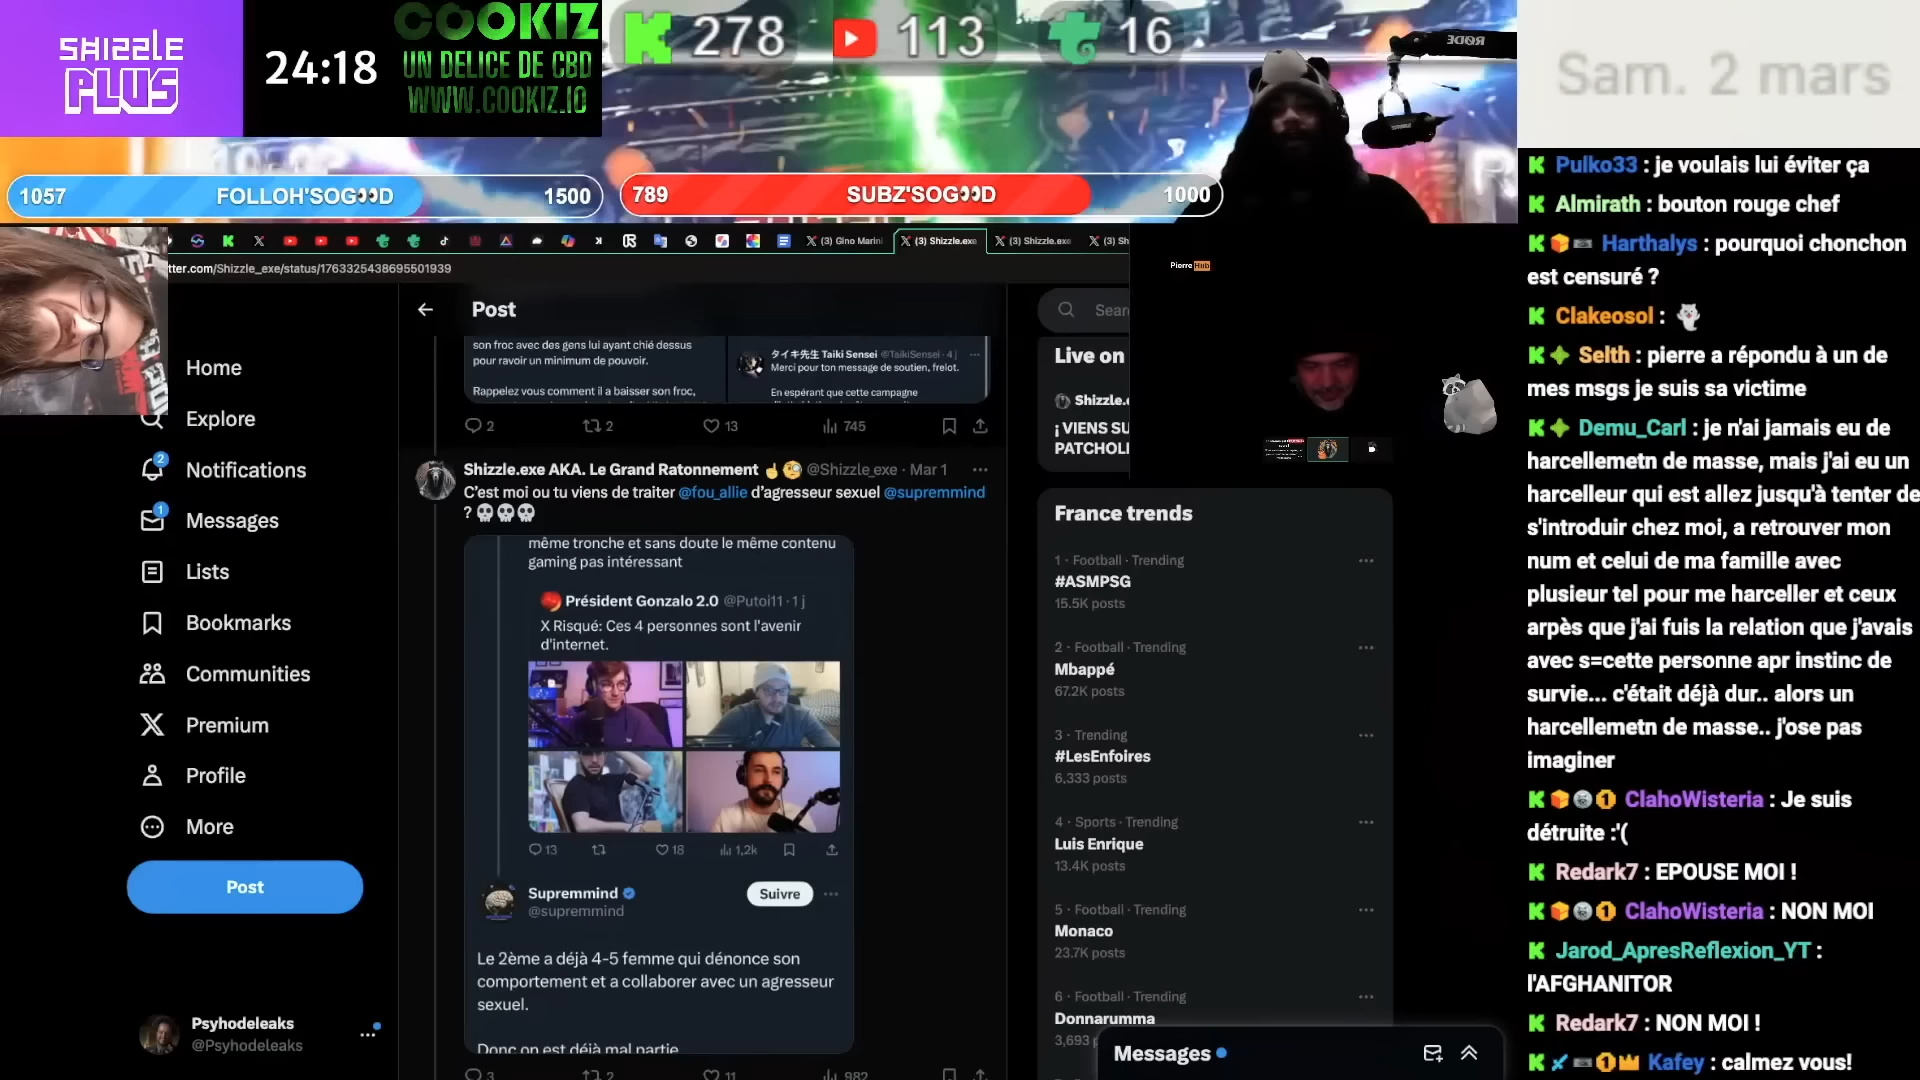 SHIZZLE
PLUS
24:18
COOKIZ
UN DELICE DE CBD
WWW.COOKIZ.IO
278
113
16
RØDE
Sam. 2 mars
1057 FOLLOH'SOG👀D 1500
789 SUBZ'SOG👀D 1000
(3) Gino Marini
(3) Shizzle.exe
(3) Shizzle.exe
(3) Sh
tter.com/Shizzle_exe/status/1763325438695501939
PierreHub
Home
Explore
2
Notifications
1
Messages
Lists
Bookmarks
Communities
Premium
Profile
More
Post
Psyhodeleaks
@Psyhodeleaks
Post
son froc avec des gens lui ayant chié dessus
pour ravoir un minimum de pouvoir.
Rappelez vous comment il a baisser son froc,
タイキ先生 Taiki Sensei @TaikiSensei · 4 j
Merci pour ton message de soutien, frelot.
En espérant que cette campagne
2 2 13 745
Shizzle.exe AKA. Le Grand Ratonnement ☝️🧐 @Shizzle_exe · Mar 1
C'est moi ou tu viens de traiter @fou_allie d'agresseur sexuel @supremmind
? 💀💀💀
même tronche et sans doute le même contenu
gaming pas intéressant
Président Gonzalo 2.0 @Putoi11 · 1 j
X Risqué: Ces 4 personnes sont l'avenir
d'internet.
13 18 1,2k
Supremmind
@supremmind
Suivre
Le 2ème a déjà 4-5 femme qui dénonce son
comportement et a collaborer avec un agresseur
sexuel.
Donc on est déjà mal partie
3 2 11 982
Sear
Live on
Shizzle.e
¡ VIENS SU
PATCHOLI
France trends
1 · Football · Trending
#ASMPSG
15.5K posts
2 · Football · Trending
Mbappé
67.2K posts
3 · Trending
#LesEnfoires
6,333 posts
4 · Sports · Trending
Luis Enrique
13.4K posts
5 · Football · Trending
Monaco
23.7K posts
6 · Football · Trending
Donnarumma
3,693 p
Messages
Pulko33 : je voulais lui éviter ça
Almirath : bouton rouge chef
Harthalys : pourquoi chonchon
est censuré ?
Clakeosol : 👻
Selth : pierre a répondu à un de
mes msgs je suis sa victime
Demu_Carl : je n'ai jamais eu de
harcellemetn de masse, mais j'ai eu un
harcelleur qui est allez jusqu'à tenter de
s'introduir chez moi, a retrouver mon
num et celui de ma famille avec
plusieur tel pour me harceller et ceux
arpès que j'ai fuis la relation que j'avais
avec s=cette personne apr instinc de
survie... c'était déjà dur.. alors un
harcellemetn de masse.. j'ose pas
imaginer
ClahoWisteria : Je suis
détruite :'(
Redark7 : EPOUSE MOI !
ClahoWisteria : NON MOI
Jarod_ApresReflexion_YT :
l'AFGHANITOR
Redark7 : NON MOI !
Kafey : calmez vous!